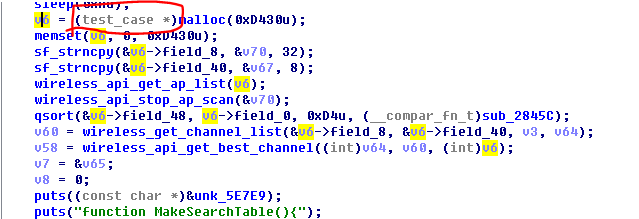 v6 = (test_case *)malloc(0xD430u);
memset(v6, 0, 0xD430u);
sf_strncpy(&v6->field_8, &v70, 32);
sf_strncpy(&v6->field_40, &v67, 8);
wireless_api_get_ap_list(v6);
wireless_api_stop_ap_scan(&v70);
qsort(&v6->field_48, v6->field_0, 0xD4u, (__compar_fn_t)sub_2845C);
v60 = wireless_get_channel_list(&v6->field_8, &v6->field_40, v3, v64);
v58 = wireless_api_get_best_channel((int)v64, v60, (int)v6);
v7 = &v65;
v8 = 0;
puts((const char *)&unk_5E7E9);
puts("function MakeSearchTable(){");